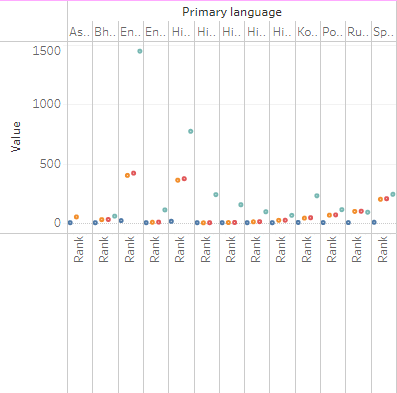 Primary language
As.. Bh.. En.. En.. Hi.. Hi.. Hi.. Hi.. Hi.. Ko.. Po.. Ru.. Sp..
1500
1000
500
0
Value
Rank Rank Rank Rank Rank Rank Rank Rank Rank Rank Rank Rank Rank